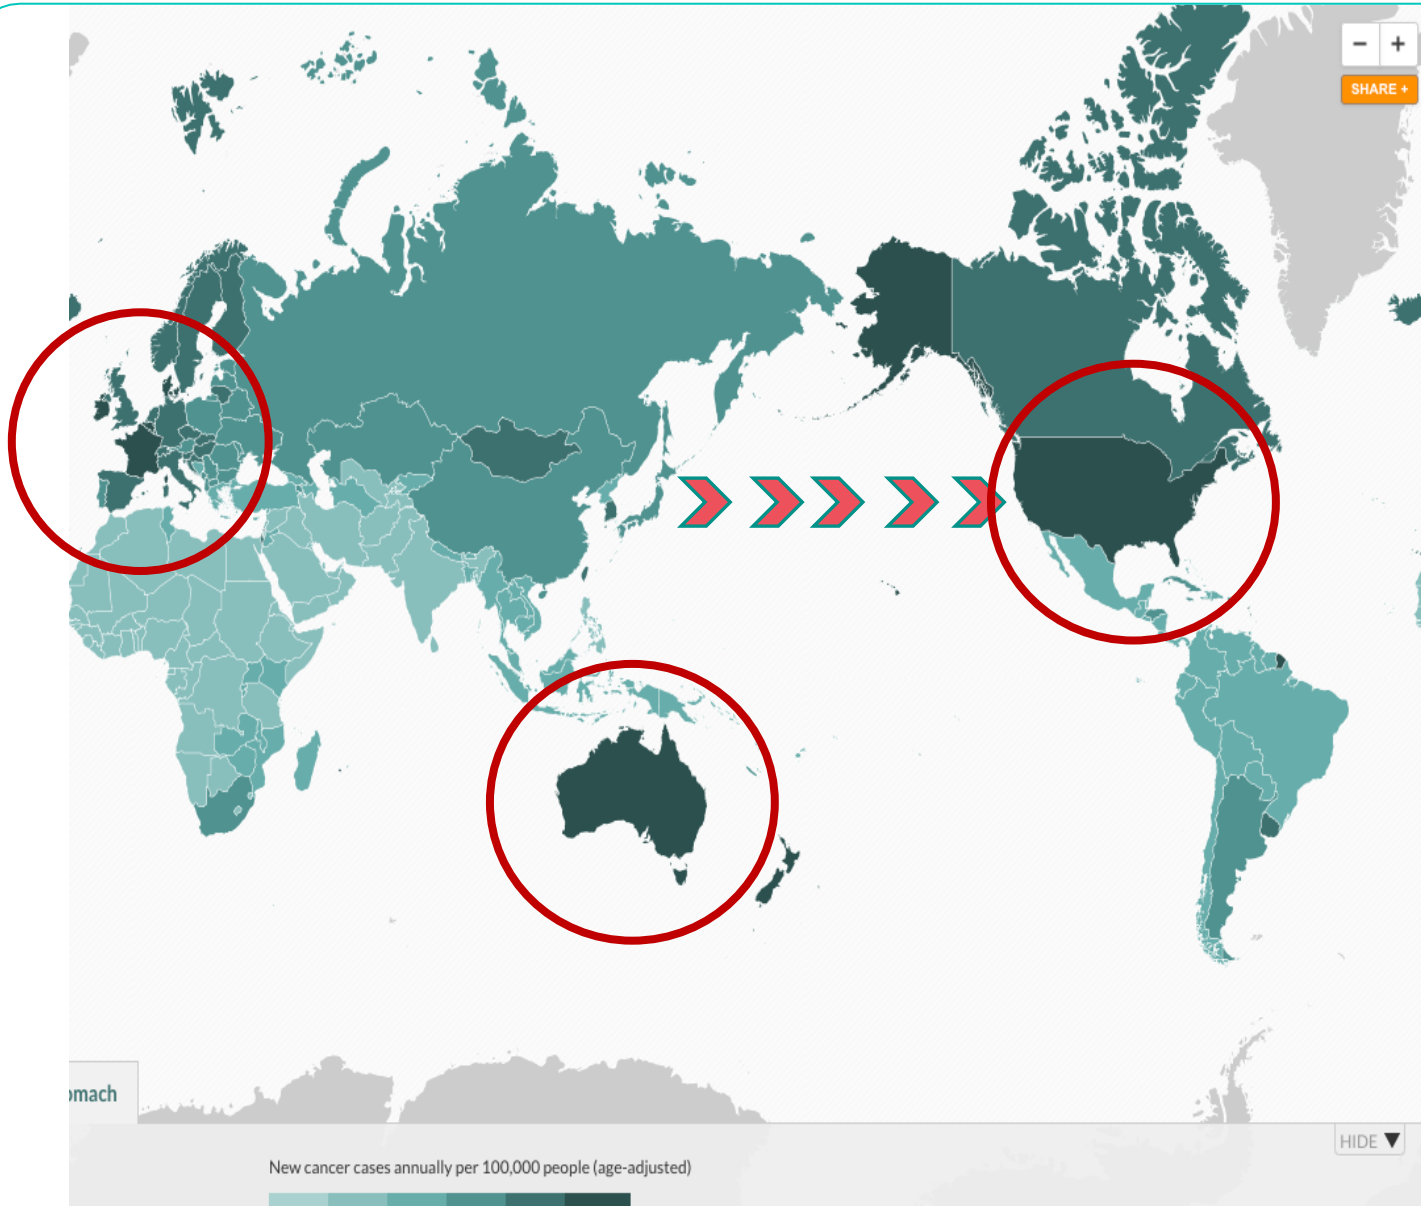 − +
SHARE +
omach
HIDE ▼
New cancer cases annually per 100,000 people (age-adjusted)